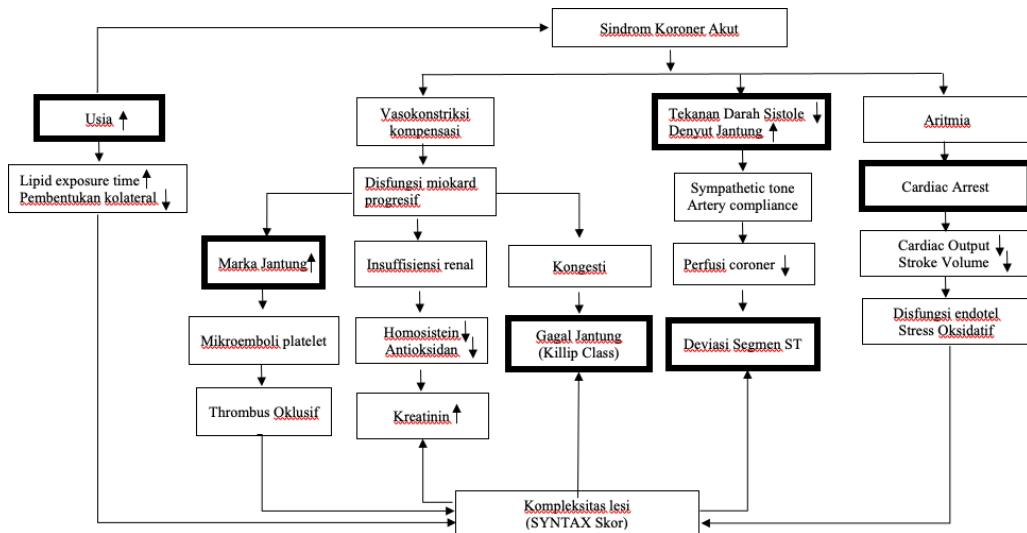 Sindrom Koroner Akut
Usia
Vasokonstriksi
kompensasi
Tekanan Darah Sistole
Denyut Jantung
Aritmia
Lipid exposure time
Pembentukan kolateral
Disfungsi miokard
progresif
Sympathetic tone
Artery compliance
Cardiac Arrest
Marka Jantung
Insuffisiensi renal
Kongesti
Perfusi coroner
Cardiac Output
Stroke Volume
Mikroemboli platelet
Homosistein
Antioksidan
Gagal Jantung
(Killip Class)
Deviasi Segmen ST
Disfungsi endotel
Stress Oksidatif
Thrombus Oklusif
Kreatinin
Kompleksitas lesi
(SYNTAX Skor)